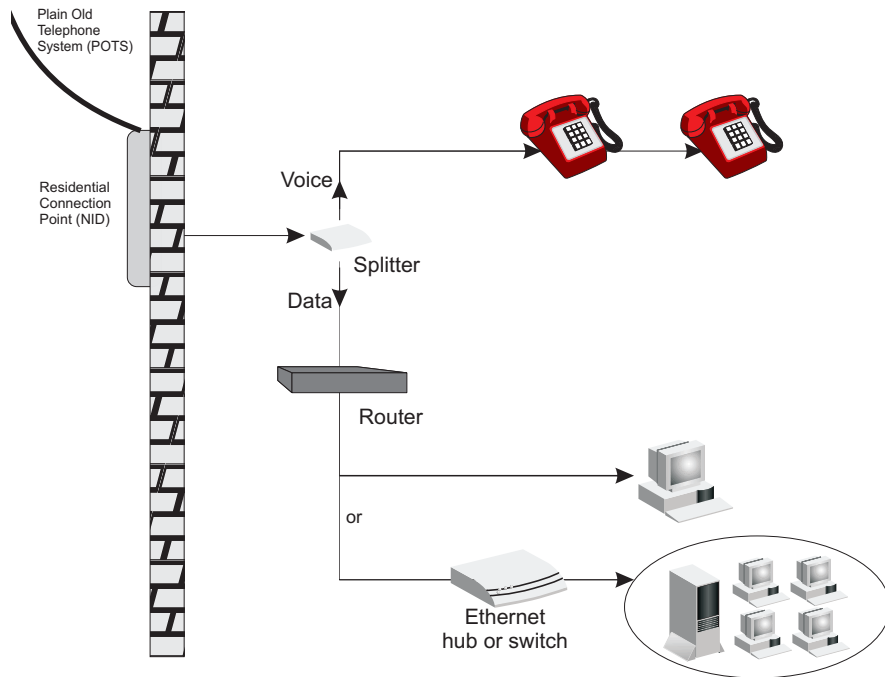 Plain Old
Telephone
System (POTS)
Residential
Connection
Point (NID)
Voice
Splitter
Data
Router
or
Ethernet
hub or switch